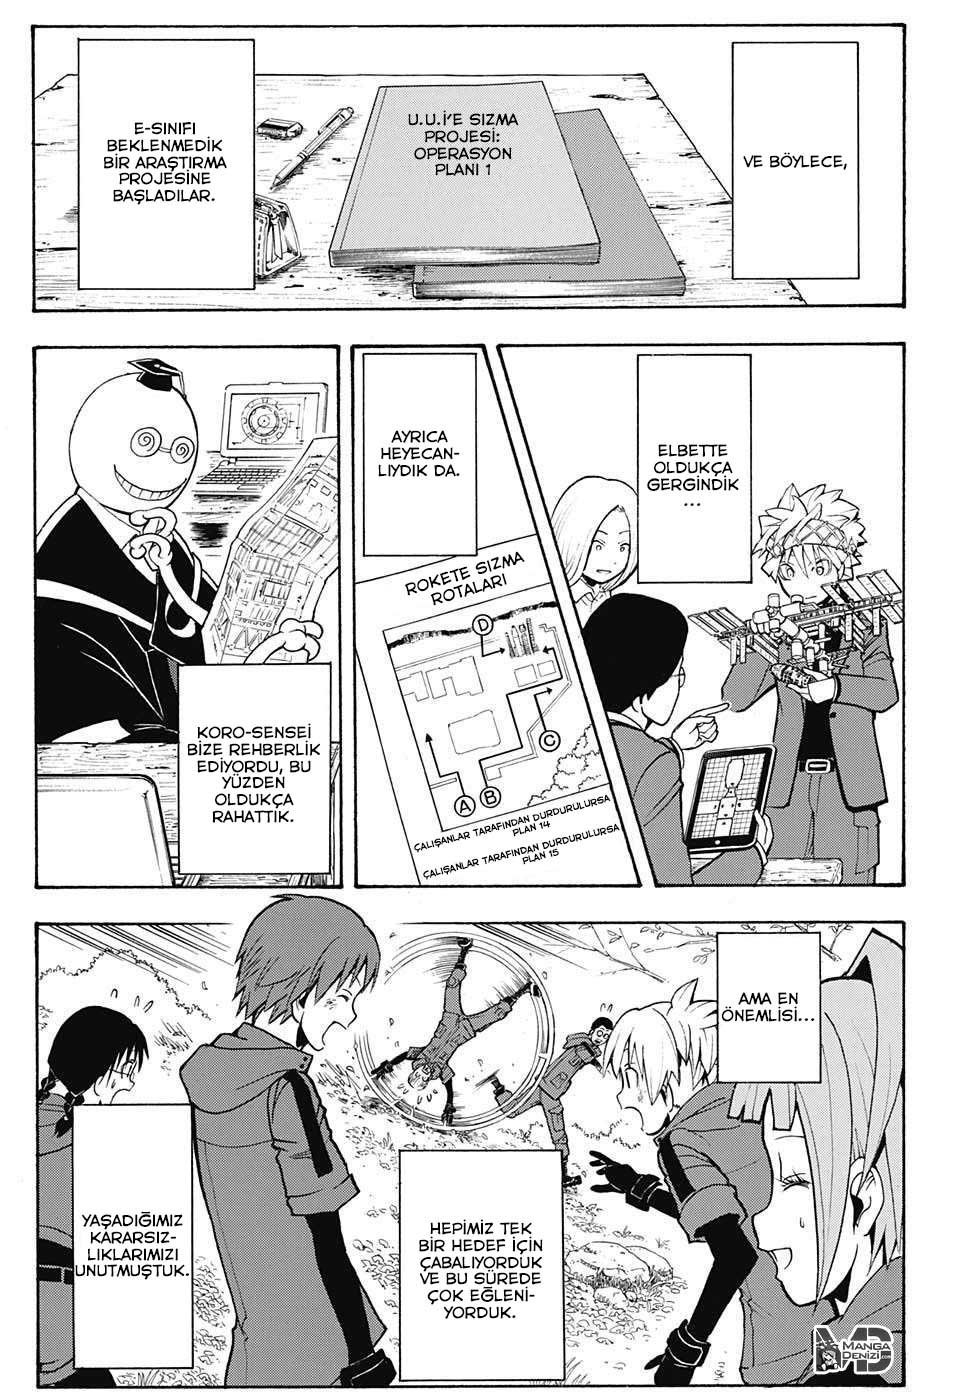 VE BÖYLECE,
U.U.İ'E SIZMA
PROJESİ:
OPERASYON
PLANI 1
E-SINIFI
BEKLENMEDİK
BİR ARAŞTIRMA
PROJESİNE
BAŞLADILAR.
ELBETTE
OLDUKÇA
GERGİNDİK
...
AYRICA
HEYECAN-
LIYDIK DA.
ROKETE SIZMA
ROTALARI
D
C
A
B
ÇALIŞANLAR TARAFINDAN DURDURULURSA
PLAN 14
ÇALIŞANLAR TARAFINDAN DURDURULURSA
PLAN 15
KORO-SENSEİ
BİZE REHBERLİK
EDİYORDU, BU
YÜZDEN
OLDUKÇA
RAHATTIK.
AMA EN
ÖNEMLİSİ...
HEPİMİZ TEK
BİR HEDEF İÇİN
ÇABALIYORDUK
VE BU SÜREDE
ÇOK EĞLENİ-
YORDUK.
YAŞADIĞIMIZ
KARARSIZ-
LIKLARIMIZI
UNUTMUŞTUK.
MD
MANGA
DENİZİ.com